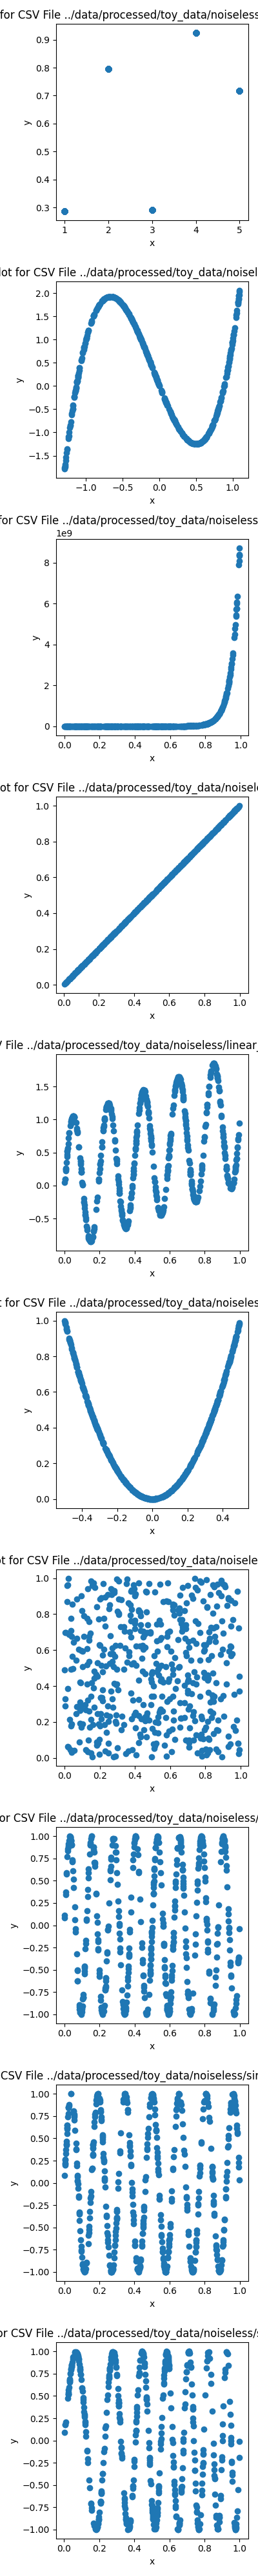 for CSV File ../data/processed/toy_data/noiseless
0.9
0.8
0.7
0.6
0.5
0.4
0.3
y
1 2 3 4 5
x
lot for CSV File ../data/processed/toy_data/noisel
2.0
1.5
1.0
0.5
0.0
−0.5
−1.0
−1.5
y
−1.0 −0.5 0.0 0.5 1.0
x
for CSV File ../data/processed/toy_data/noiseless
1e9
8
6
4
2
0
y
0.0 0.2 0.4 0.6 0.8 1.0
x
ot for CSV File ../data/processed/toy_data/noisele
1.0
0.8
0.6
0.4
0.2
0.0
y
0.0 0.2 0.4 0.6 0.8 1.0
x
File ../data/processed/toy_data/noiseless/linear_
1.5
1.0
0.5
0.0
−0.5
y
0.0 0.2 0.4 0.6 0.8 1.0
x
t for CSV File ../data/processed/toy_data/noiseles
1.0
0.8
0.6
0.4
0.2
0.0
y
−0.4 −0.2 0.0 0.2 0.4
x
ot for CSV File ../data/processed/toy_data/noisele
1.0
0.8
0.6
0.4
0.2
0.0
y
0.0 0.2 0.4 0.6 0.8 1.0
x
or CSV File ../data/processed/toy_data/noiseless/
1.00
0.75
0.50
0.25
0.00
−0.25
−0.50
−0.75
−1.00
y
0.0 0.2 0.4 0.6 0.8 1.0
x
CSV File ../data/processed/toy_data/noiseless/sin
1.00
0.75
0.50
0.25
0.00
−0.25
−0.50
−0.75
−1.00
y
0.0 0.2 0.4 0.6 0.8 1.0
x
or CSV File ../data/processed/toy_data/noiseless/s
1.00
0.75
0.50
0.25
0.00
−0.25
−0.50
−0.75
−1.00
y
0.0 0.2 0.4 0.6 0.8 1.0
x